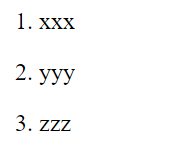 1. xxx
2. yyy
3. zzz